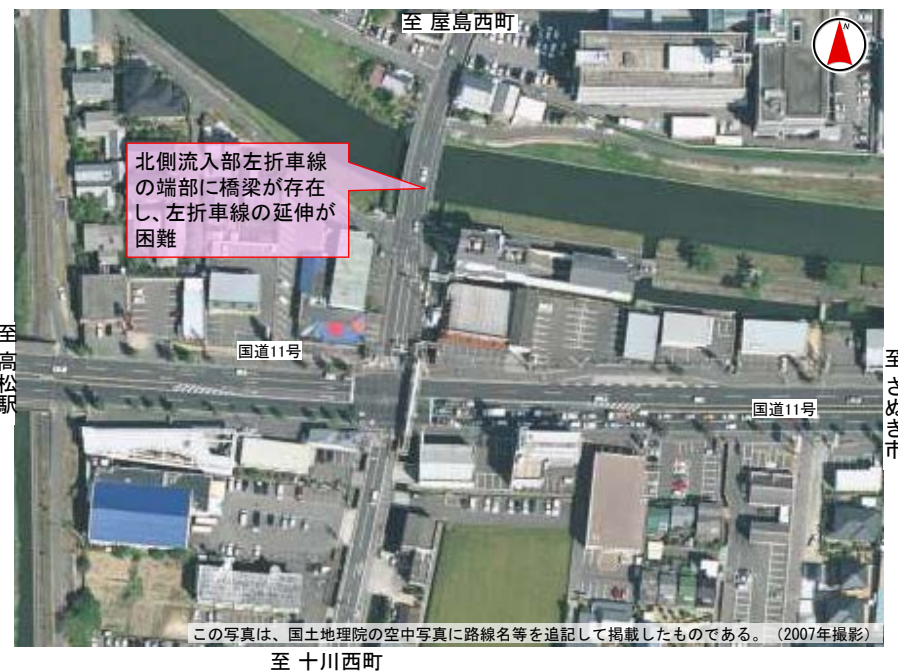 至 屋島西町
N
北側流入部左折車線
の端部に橋梁が存在
し、左折車線の延伸が
困難
至 高松駅
国道11号
至 さぬき市
国道11号
この写真は、国土地理院の空中写真に路線名等を追記して掲載したものである。（2007年撮影）
至 十川西町